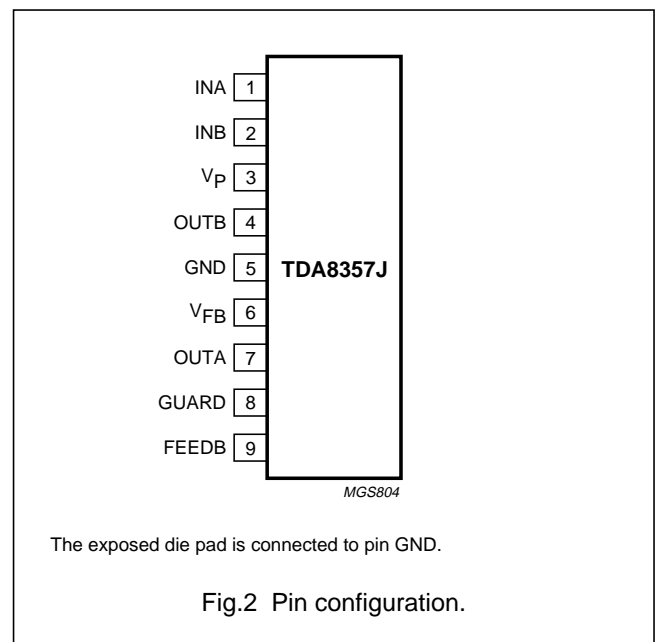 INA 1
INB 2
VP 3
OUTB 4
GND 5 TDA8357J
VFB 6
OUTA 7
GUARD 8
FEEDB 9
MGS804
The exposed die pad is connected to pin GND.
Fig.2 Pin configuration.